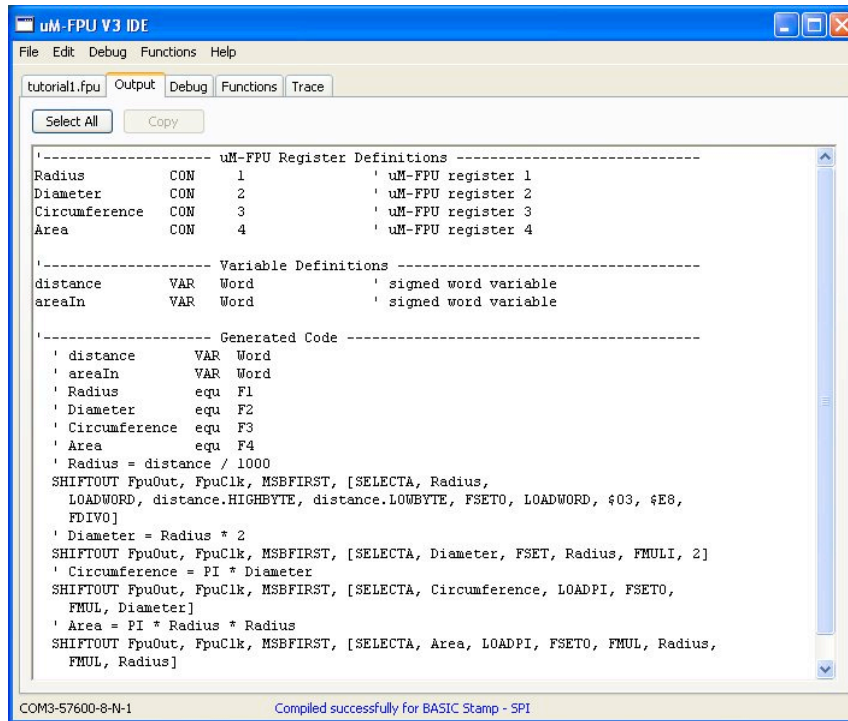 uM-FPU V3 IDE
File Edit Debug Functions Help
tutorial1.fpu Output Debug Functions Trace
Select All Copy
'-------------------- uM-FPU Register Definitions -----------------------------
Radius CON 1 ' uM-FPU register 1
Diameter CON 2 ' uM-FPU register 2
Circumference CON 3 ' uM-FPU register 3
Area CON 4 ' uM-FPU register 4
'-------------------- Variable Definitions ------------------------------------
distance VAR Word ' signed word variable
areaIn VAR Word ' signed word variable
'-------------------- Generated Code ------------------------------------------
' distance VAR Word
' areaIn VAR Word
' Radius equ F1
' Diameter equ F2
' Circumference equ F3
' Area equ F4
' Radius = distance / 1000
SHIFTOUT FpuOut, FpuClk, MSBFIRST, [SELECTA, Radius,
LOADWORD, distance.HIGHBYTE, distance.LOWBYTE, FSET0, LOADWORD, $03, $E8,
FDIV0]
' Diameter = Radius * 2
SHIFTOUT FpuOut, FpuClk, MSBFIRST, [SELECTA, Diameter, FSET, Radius, FMULI, 2]
' Circumference = PI * Diameter
SHIFTOUT FpuOut, FpuClk, MSBFIRST, [SELECTA, Circumference, LOADPI, FSET0,
FMUL, Diameter]
' Area = PI * Radius * Radius
SHIFTOUT FpuOut, FpuClk, MSBFIRST, [SELECTA, Area, LOADPI, FSET0, FMUL, Radius,
FMUL, Radius]
COM3-57600-8-N-1 Compiled successfully for BASIC Stamp - SPI